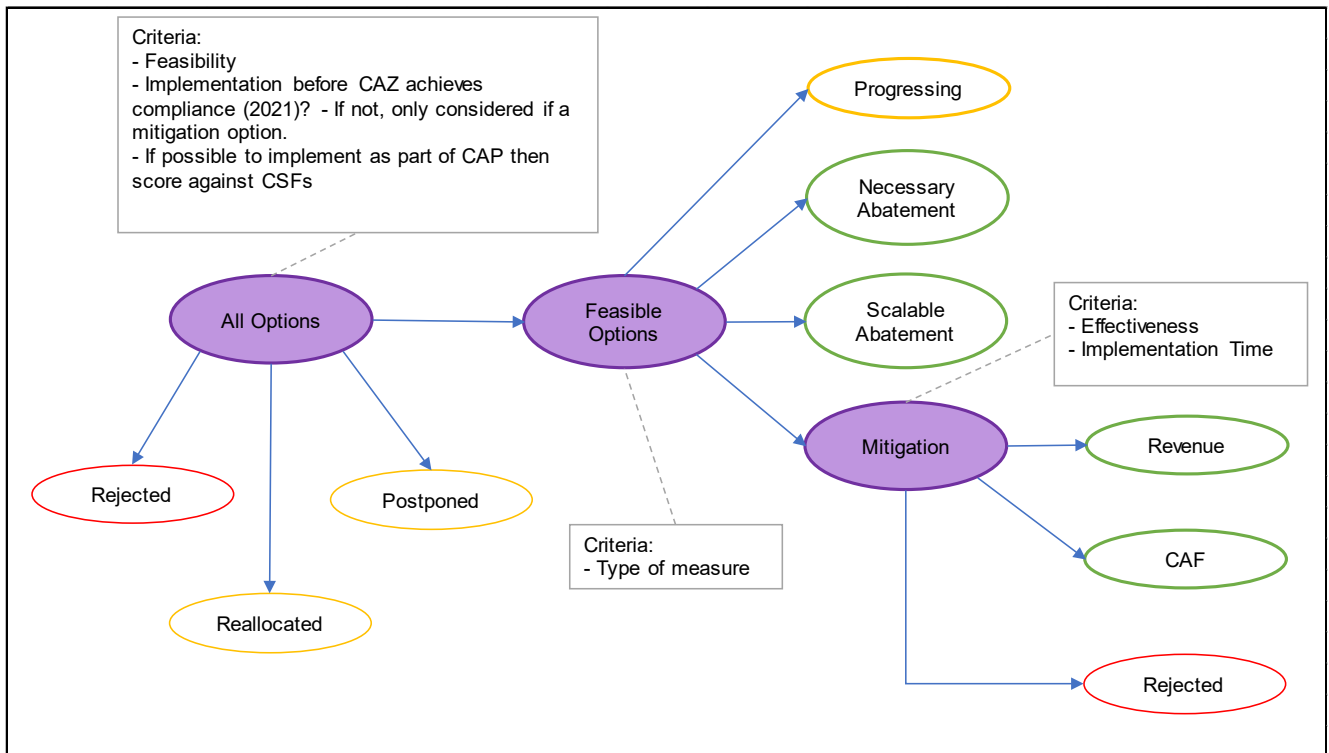 Criteria:
- Feasibility
- Implementation before CAZ achieves
compliance (2021)? - If not, only considered if a
mitigation option.
- If possible to implement as part of CAP then
score against CSFs
Progressing
Necessary
Abatement
Scalable
Abatement
All Options
Feasible
Options
Criteria:
- Effectiveness
- Implementation Time
Mitigation
Revenue
Rejected
Postponed
Criteria:
- Type of measure
CAF
Reallocated
Rejected